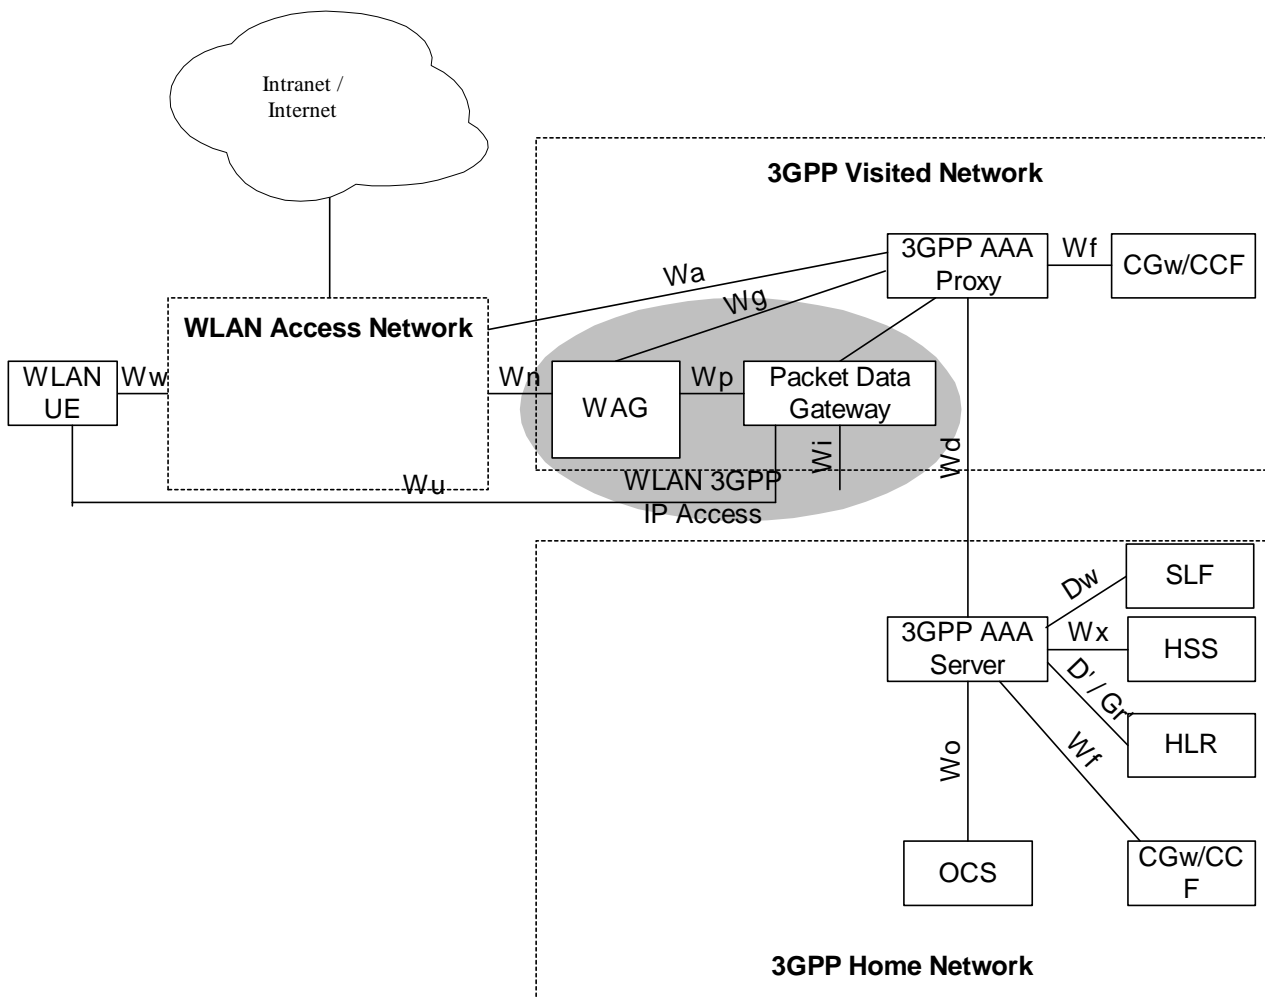 Intranet /
Internet
3GPP Visited Network
3GPP AAA
Proxy
Wf
CGw/CCF
Wa
Wg
WLAN Access Network
WLAN
UE
Ww
Wn
WAG
Wp
Packet Data
Gateway
Wi
Wd
Wu
WLAN 3GPP
IP Access
SLF
Dw
3GPP AAA
Server
Wx
HSS
D' / Gr'
HLR
Wo
Wf
OCS
CGw/CC
F
3GPP Home Network